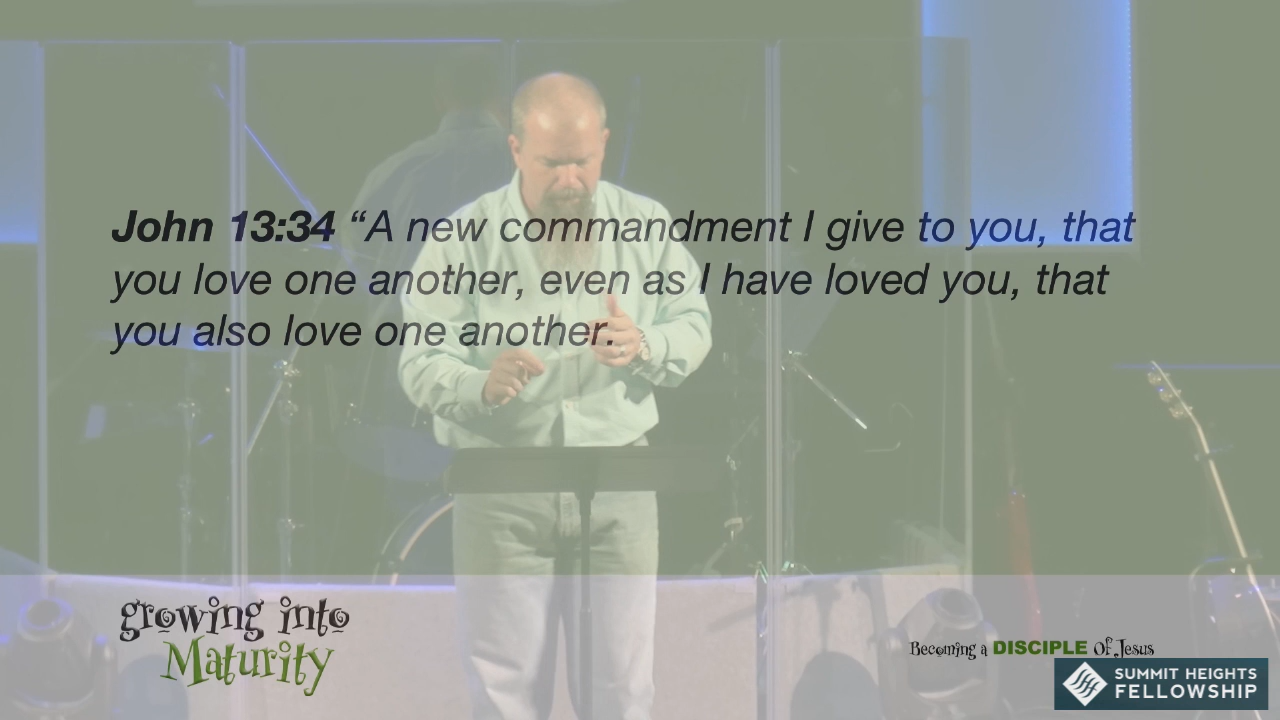 John 13:34 “A new commandment I give to you, that
you love one another, even as I have loved you, that
you also love one another.
growing into
Maturity
Becoming a DISCIPLE Of Jesus
SUMMIT HEIGHTS
FELLOWSHIP